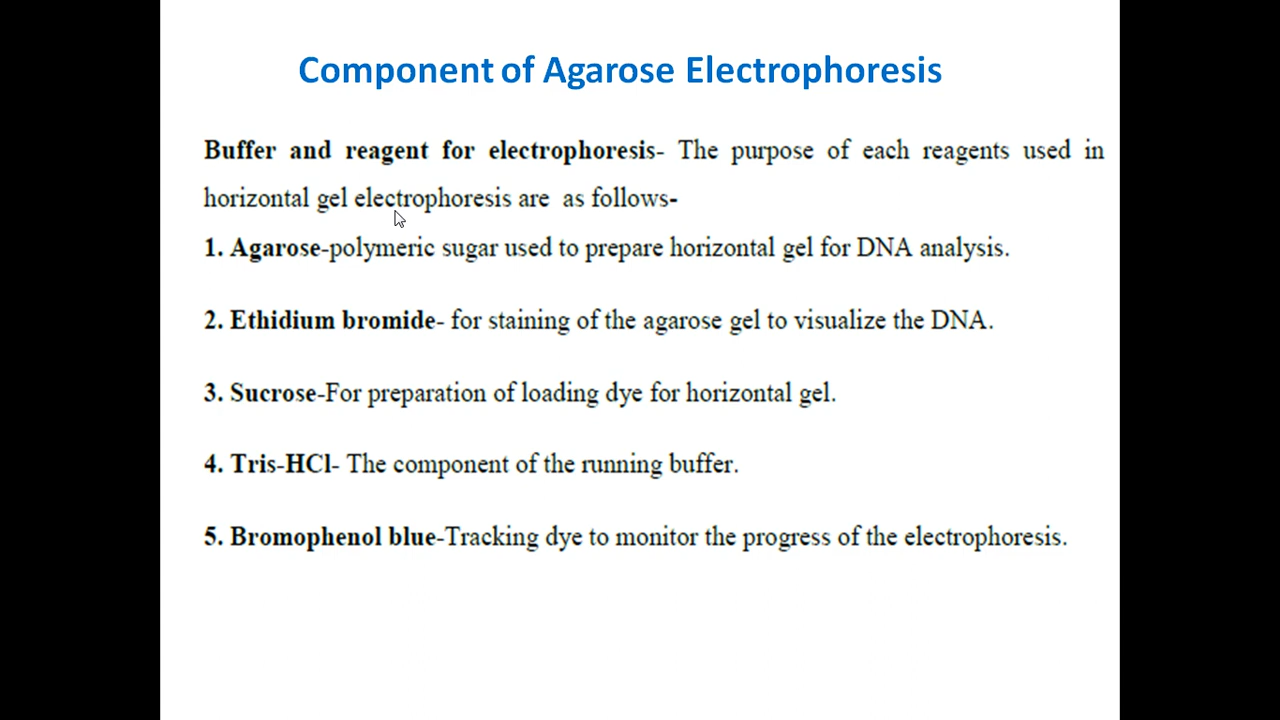 Component of Agarose Electrophoresis
Buffer and reagent for electrophoresis- The purpose of each reagents used in
horizontal gel electrophoresis are as follows-
1. Agarose-polymeric sugar used to prepare horizontal gel for DNA analysis.
2. Ethidium bromide- for staining of the agarose gel to visualize the DNA.
3. Sucrose-For preparation of loading dye for horizontal gel.
4. Tris-HCl- The component of the running buffer.
5. Bromophenol blue-Tracking dye to monitor the progress of the electrophoresis.